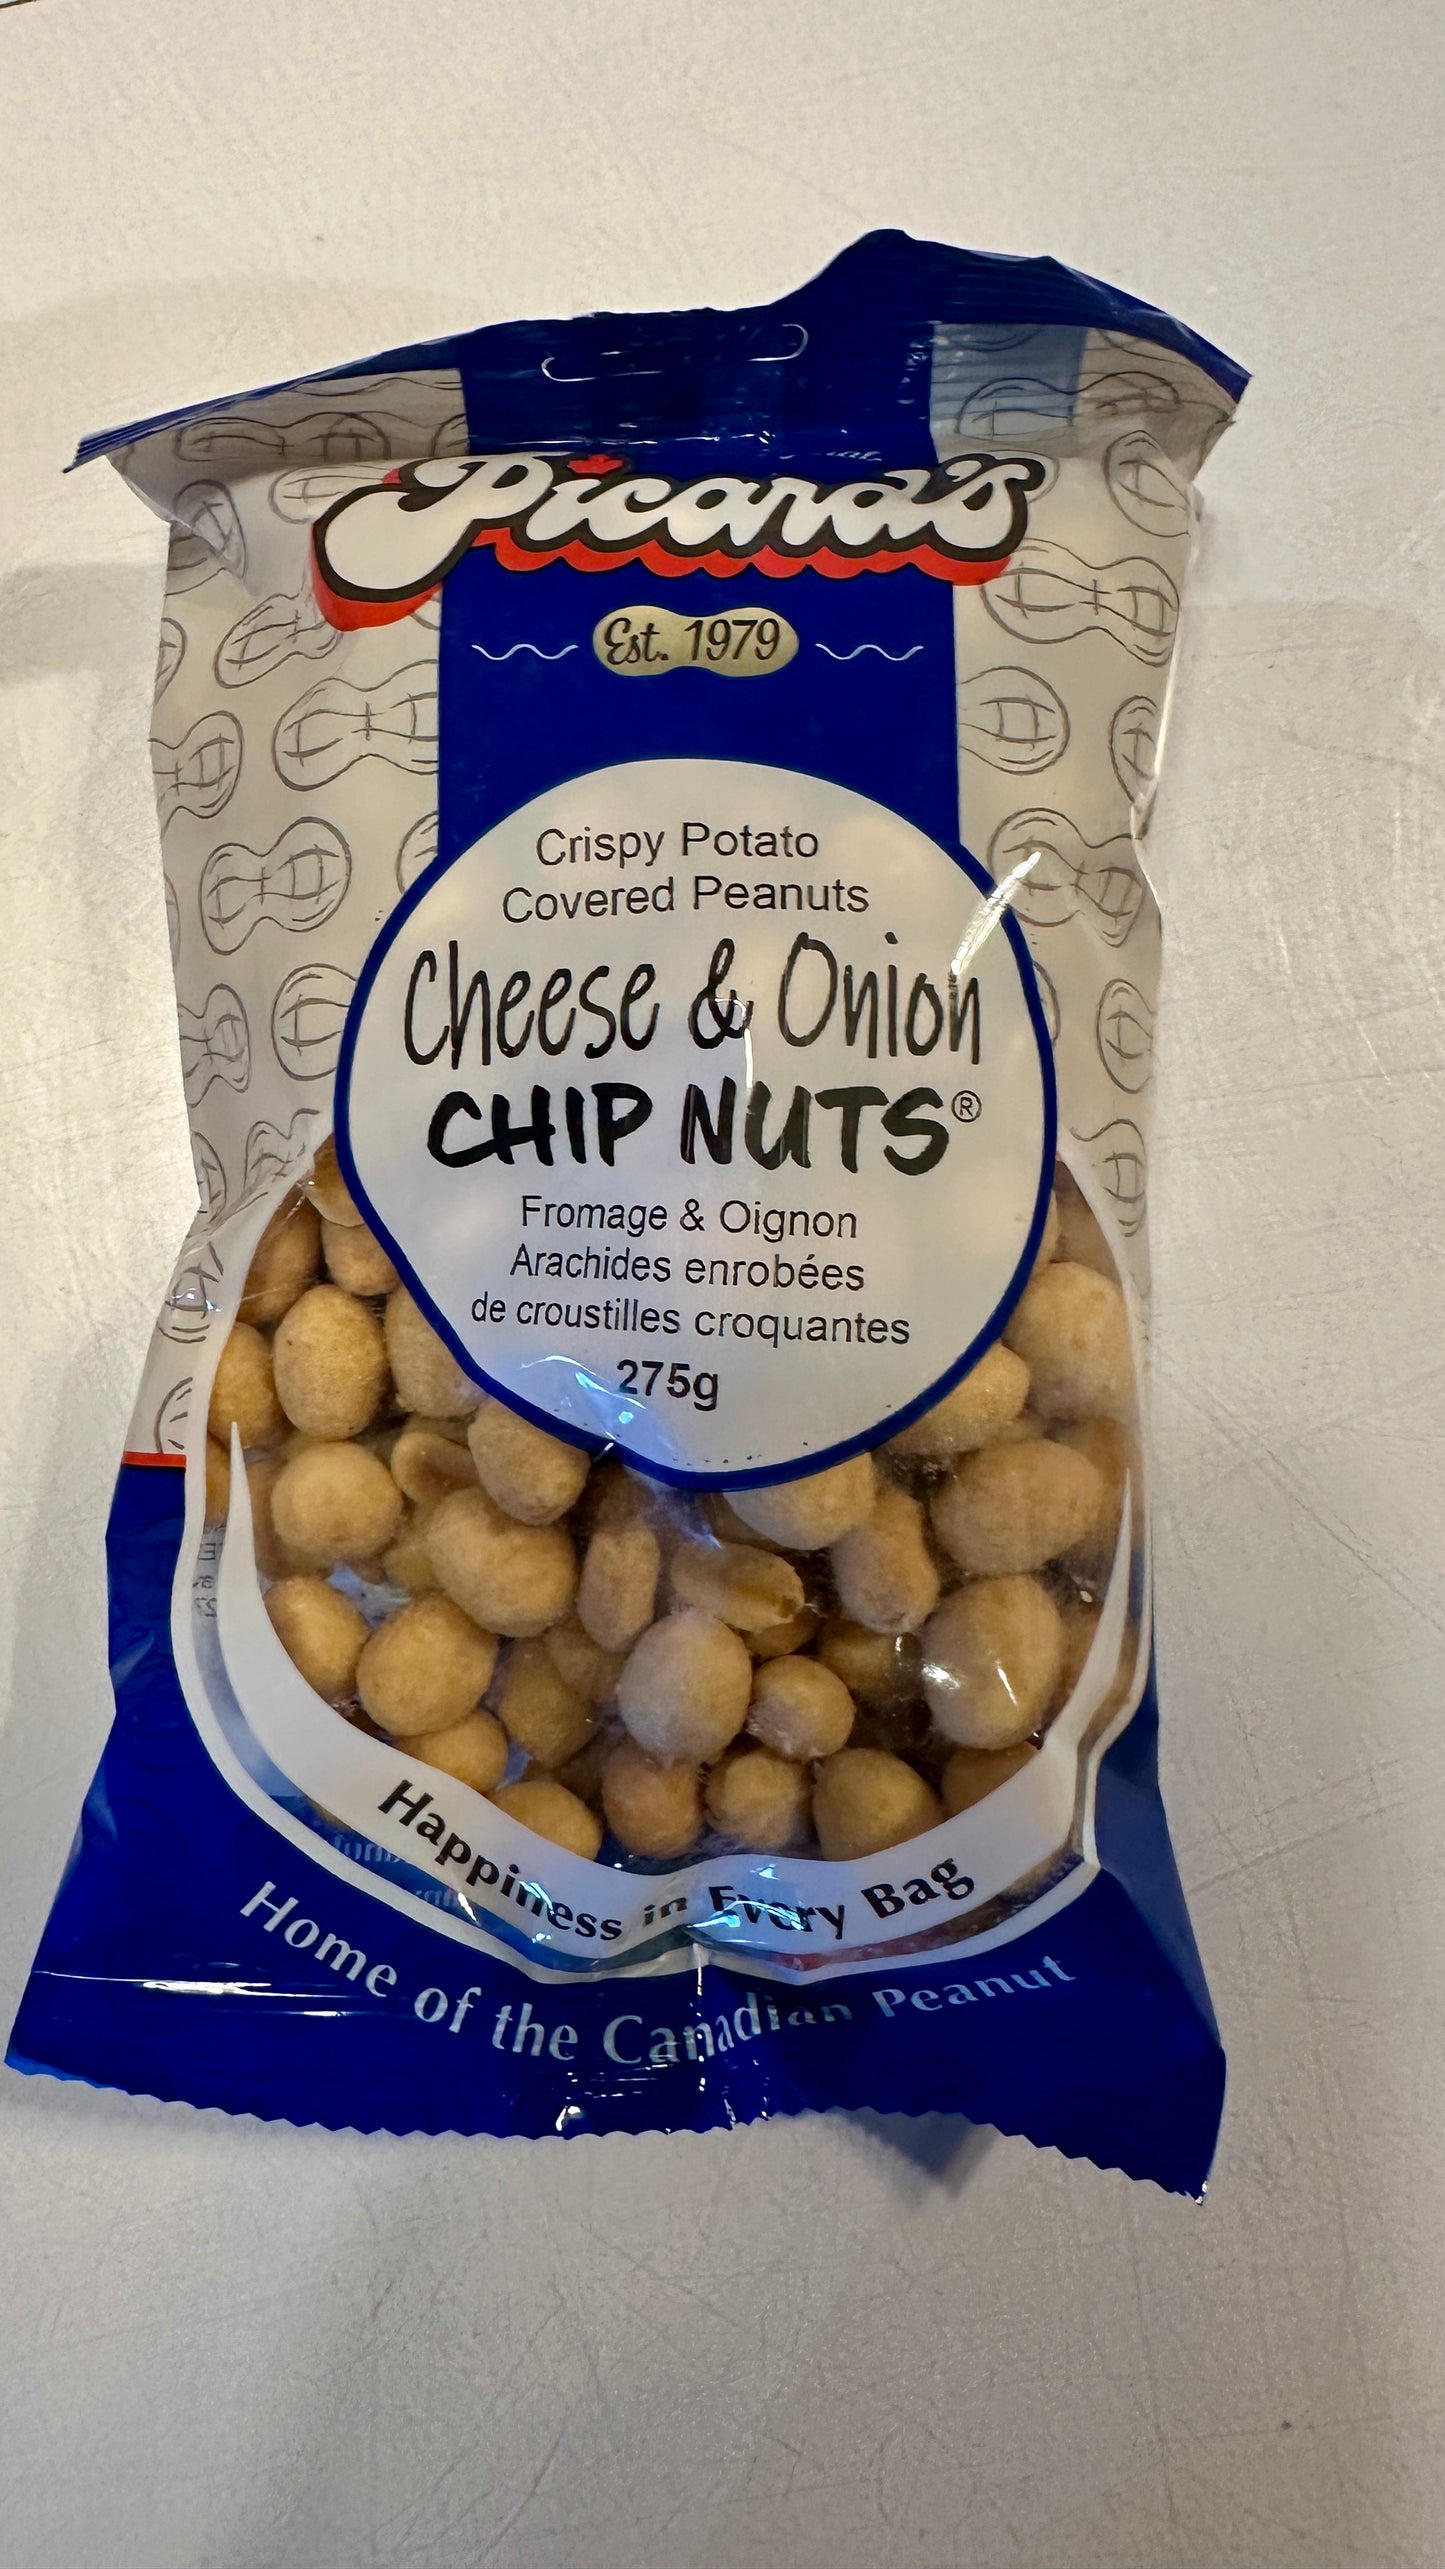 Picard's
Est. 1979
Crispy Potato
Covered Peanuts
Cheese & Onion
CHIP NUTS®
Fromage & Oignon
Arachides enrobées
de croustilles croquantes
275g
Happiness in Every Bag
Home of the Canadian Peanut